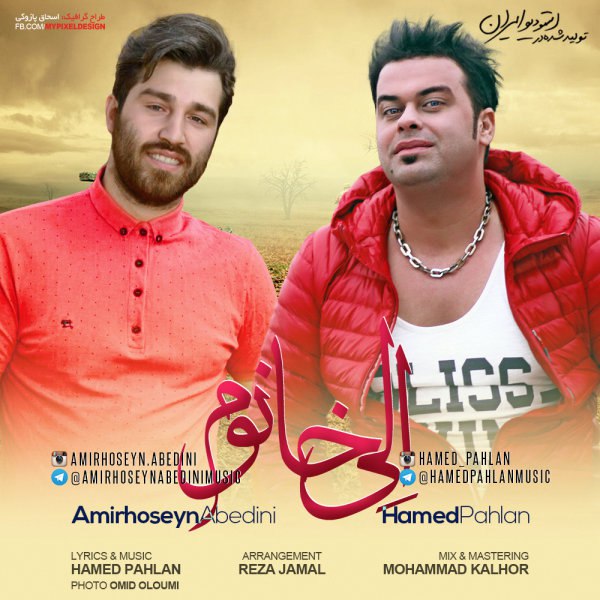 طراح گرافیک: اسحاق پازوکی
FB.COM/MYPIXELDESIGN
تولید شده در استودیو ایران
الی خانوم
AMIRHOSEYN.ABEDINI
@AMIRHOSEYNABEDINIMUSIC
HAMED_PAHLAN
@HAMEDPAHLANMUSIC
AmirhoseynAbedini
HamedPahlan
LYRICS & MUSIC
HAMED PAHLAN
PHOTO OMID OLOUMI
ARRANGEMENT
REZA JAMAL
MIX & MASTERING
MOHAMMAD KALHOR